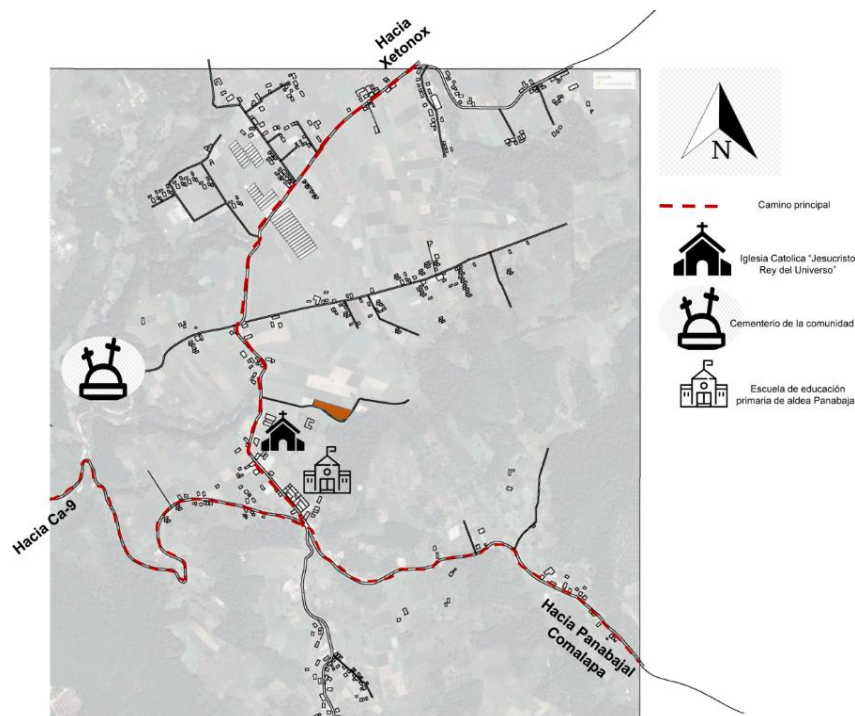 Hacia
Xetonox
N
Camino principal
Iglesia Catolica "Jesucristo
Rey del Universo"
Cementerio de la comunidad
Escuela de educación
primaria de aldea Panabaja
Hacia Ca-9
Hacia Panabajal
Comalapa